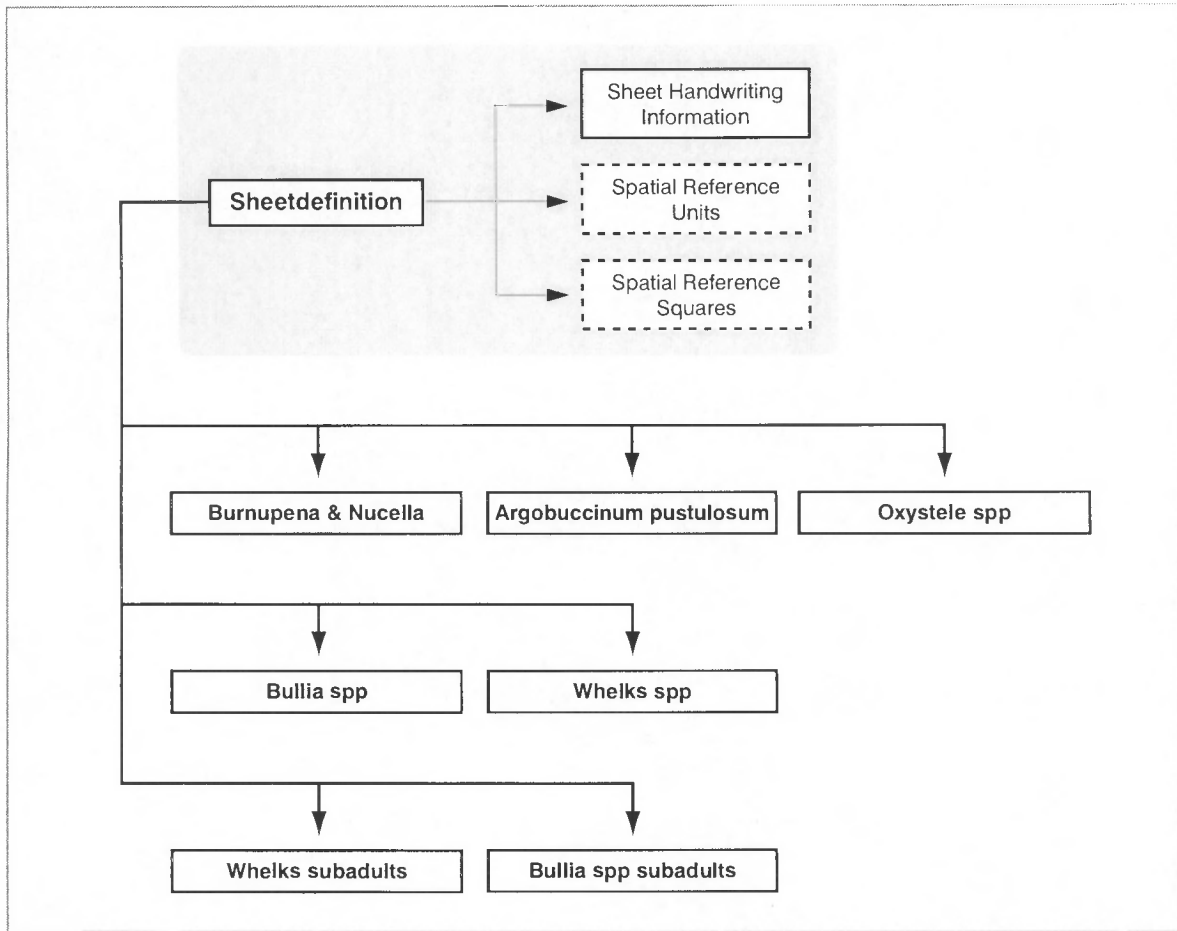 Sheet Handwriting
Information
Sheetdefinition
Spatial Reference
Units
Spatial Reference
Squares
Burnupena & Nucella
Argobuccinum pustulosum
Oxystele spp
Bullia spp
Whelks spp
Whelks subadults
Bullia spp subadults